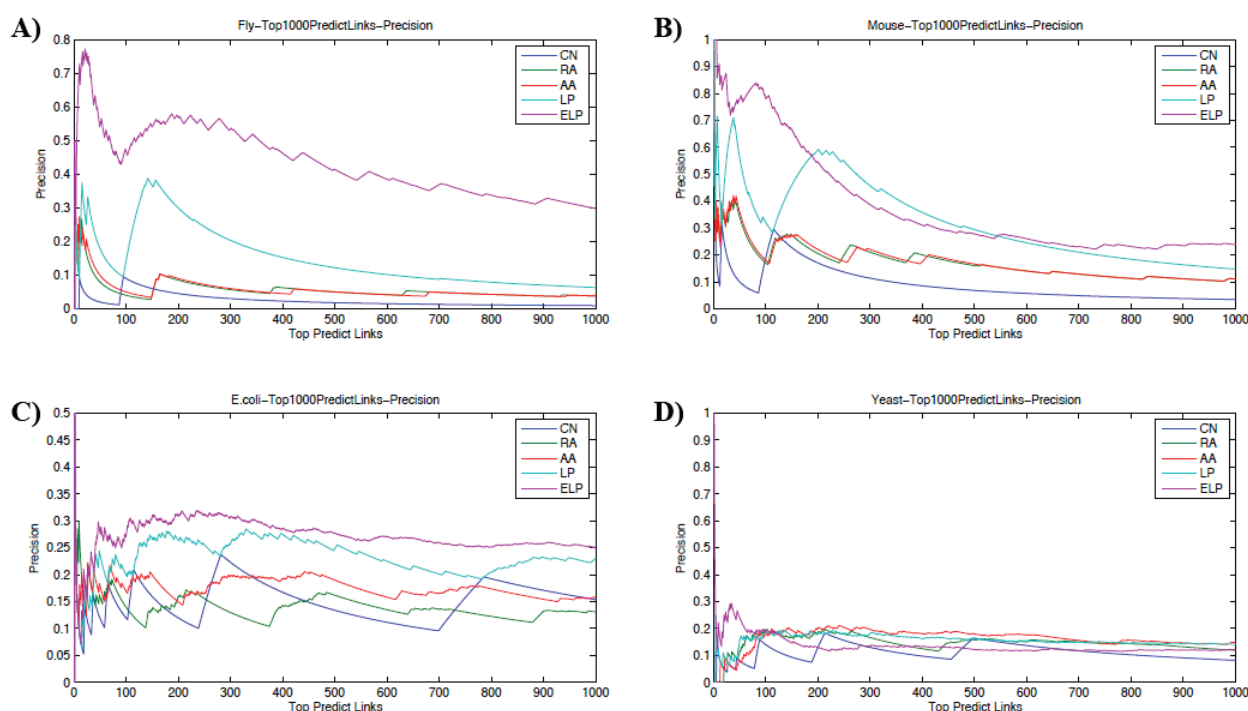 A)
Fly-Top1000PredictLinks-Precision
0.8
0.7
0.6
0.5
0.4
0.3
0.2
0.1
0
Precision
CN
RA
AA
LP
ELP
0 100 200 300 400 500 600 700 800 900 1000
Top Predict Links
B)
Mouse-Top1000PredictLinks-Precision
1
0.9
0.8
0.7
0.6
0.5
0.4
0.3
0.2
0.1
0
Precision
CN
RA
AA
LP
ELP
0 100 200 300 400 500 600 700 800 900 1000
Top Predict Links
C)
E.coli-Top1000PredictLinks-Precision
0.5
0.45
0.4
0.35
0.3
0.25
0.2
0.15
0.1
0.05
0
Precision
CN
RA
AA
LP
ELP
0 100 200 300 400 500 600 700 800 900 1000
Top Predict Links
D)
Yeast-Top1000PredictLinks-Precision
1
0.9
0.8
0.7
0.6
0.5
0.4
0.3
0.2
0.1
0
Precision
CN
RA
AA
LP
ELP
0 100 200 300 400 500 600 700 800 900 1000
Top Predict Links